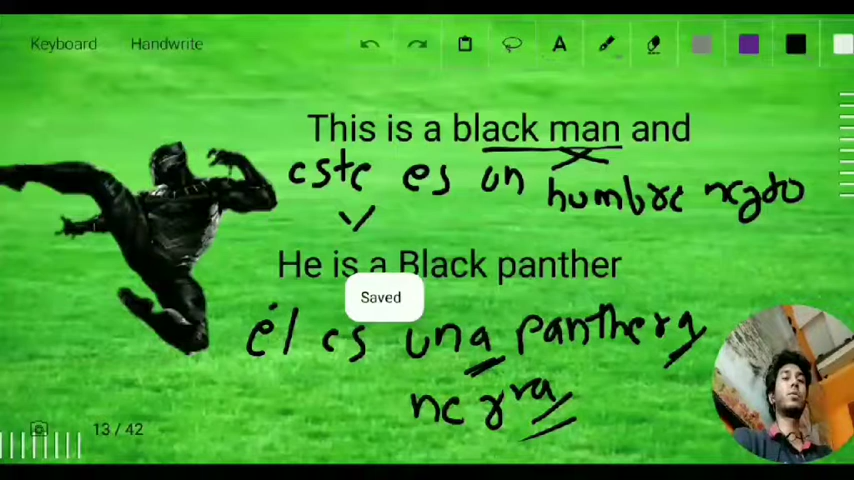 Keyboard Handwrite
This is a black man and
este es un hombre negro
He is a Black panther
Saved
él es una panthera
negra
13 / 42